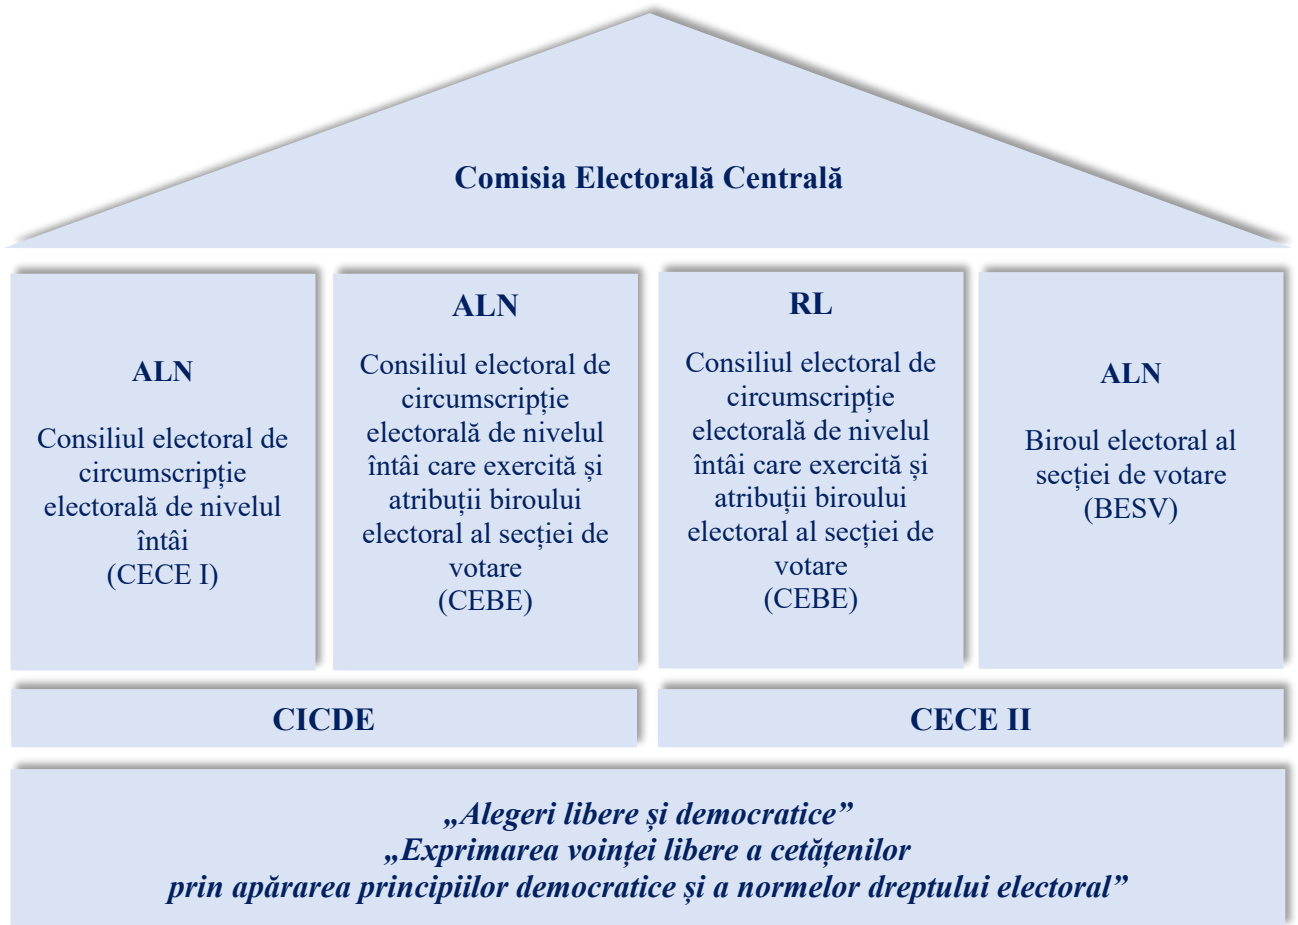 Comisia Electorală Centrală
ALN
Consiliul electoral de
circumscripție
electorală de nivelul
întâi
(CECE I)
ALN
Consiliul electoral de
circumscripție
electorală de nivelul
întâi care exercită și
atribuții biroului
electoral al secției de
votare
(CEBE)
RL
Consiliul electoral de
circumscripție
electorală de nivelul
întâi care exercită și
atribuții biroului
electoral al secției de
votare
(CEBE)
ALN
Biroul electoral al
secției de votare
(BESV)
CICDE
CECE II
„Alegeri libere și democratice”
„Exprimarea voinței libere a cetățenilor
prin apărarea principiilor democratice și a normelor dreptului electoral”